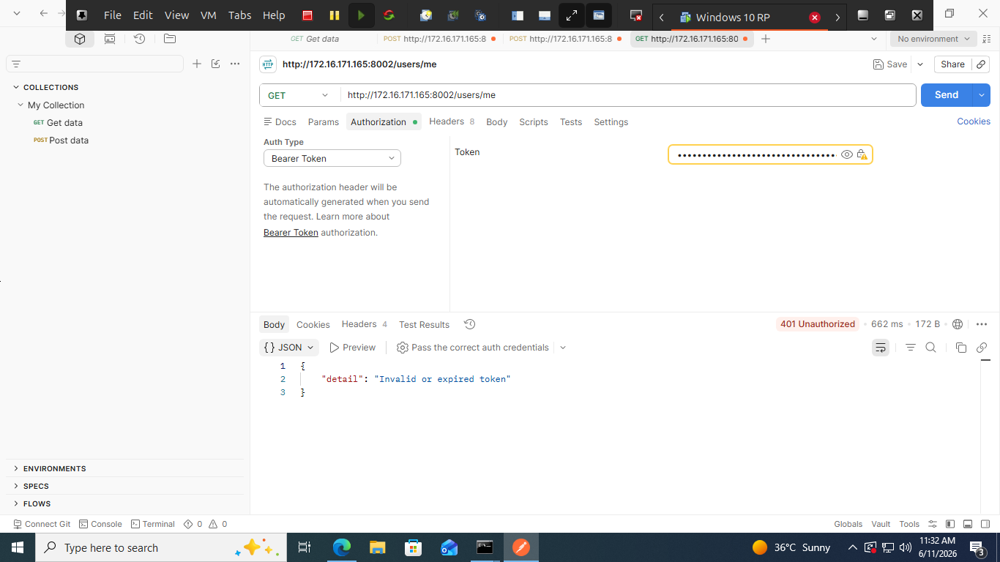 File Edit View VM Tabs Help
Windows 10 RP
GET Get data
POST http://172.16.171.165:8
POST http://172.16.171.165:8
GET http://172.16.171.165:80
No environment
HTTP http://172.16.171.165:8002/users/me
Save
Share
COLLECTIONS
My Collection
GET Get data
POST Post data
GET
http://172.16.171.165:8002/users/me
Send
Docs Params Authorization Headers 8 Body Scripts Tests Settings
Cookies
Auth Type
Bearer Token
The authorization header will be
automatically generated when you send
the request. Learn more about
Bearer Token authorization.
Token
Body Cookies Headers 4 Test Results
401 Unauthorized • 662 ms • 172 B
{} JSON
Preview
Pass the correct auth credentials
1 {
2 "detail": "Invalid or expired token"
3 }
ENVIRONMENTS
SPECS
FLOWS
Connect Git Console Terminal 0 0
Globals Vault Tools
Type here to search
36°C Sunny
11:32 AM
6/11/2026
3